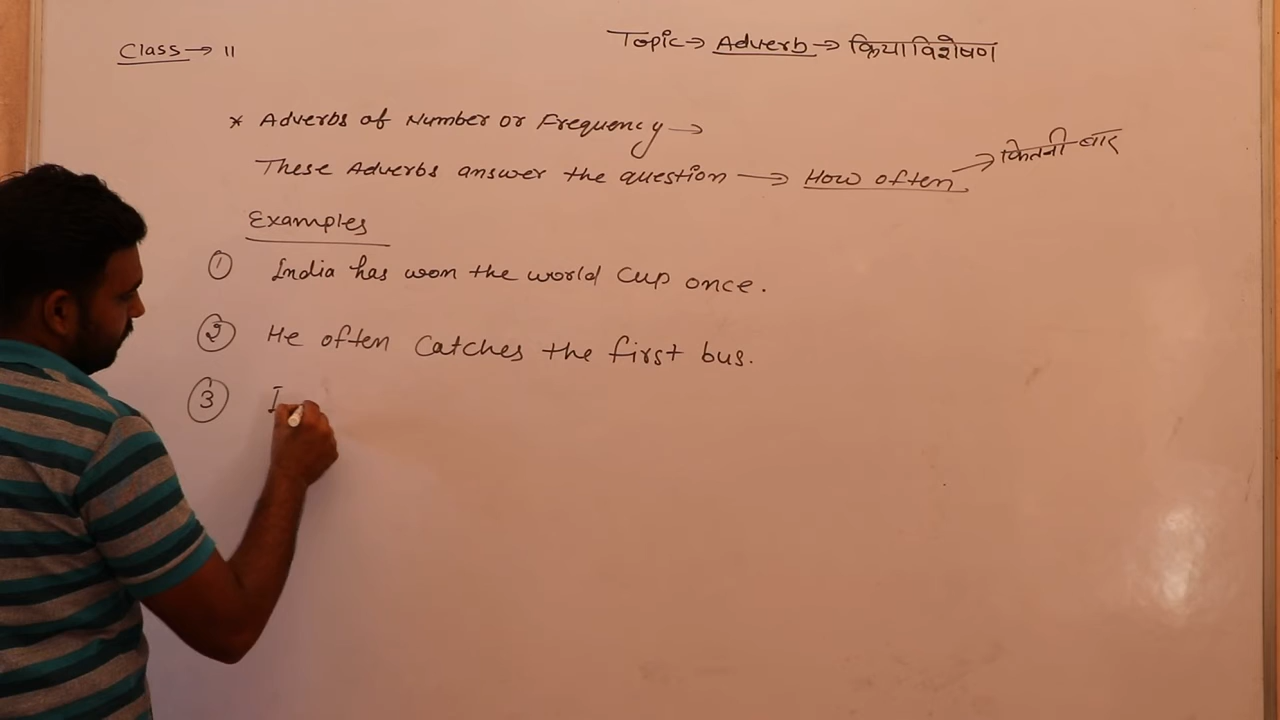 Class → 11
Topic → Adverb → क्रिया विशेषण
* Adverbs of Number or Frequency →
These Adverbs answer the question → How often → कितनी बार
Examples
① India has won the world cup once.
② He often catches the first bus.
③ I